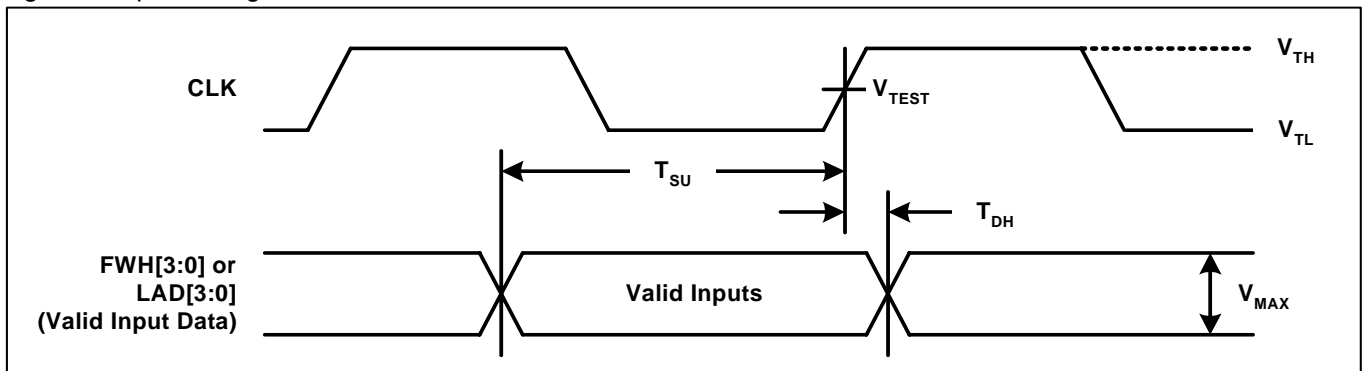 CLK
V_TH
V_TEST
V_TL
T_SU
T_DH
FWH[3:0] or
LAD[3:0]
(Valid Input Data)
Valid Inputs
V_MAX